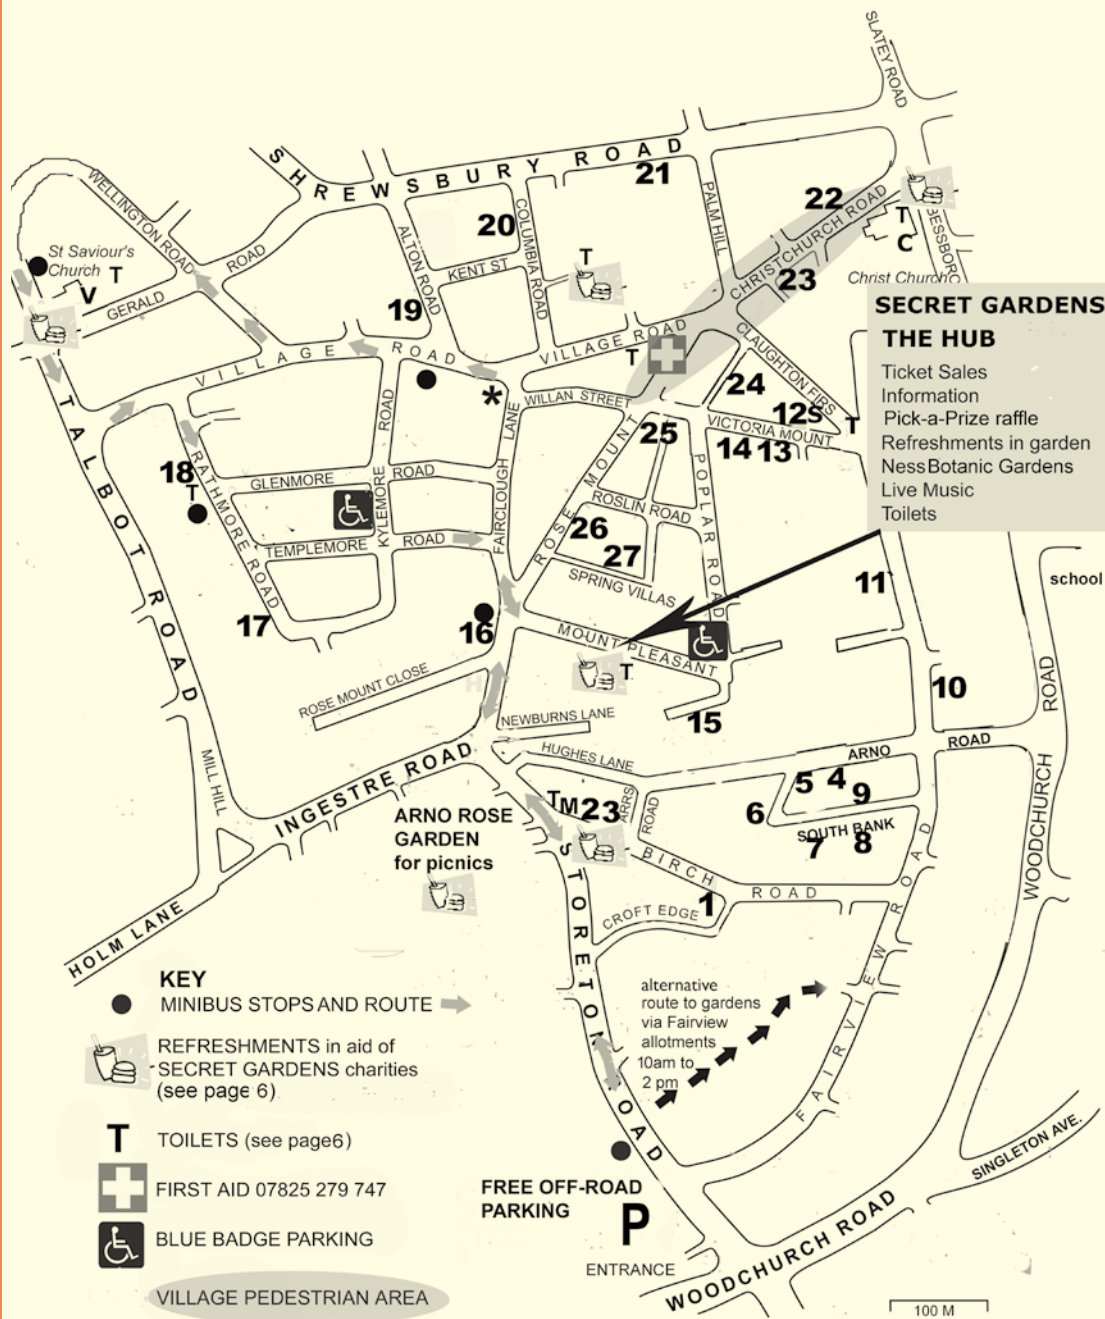 SLATEY ROAD
SHREWSBURY ROAD
21
WELLINGTON ROAD
PALM HILL
22
CHRISTCHURCH ROAD
20
COLUMBIA ROAD
ALTON ROAD
T
C
St Saviour's
Church
T
V
ROAD
KENT ST
T
23
Christ Church
GERALD
19
SECRET GARDENS
THE HUB
Ticket Sales
Information
Pick-a-Prize raffle
Refreshments in garden
NessBotanic Gardens
Live Music
Toilets
VILLAGE ROAD
VILLAGE ROAD
T
CLAUGHTON FIRS
24
*
WILLAN STREET
12S
T
VICTORIA MOUNT
25
14
13
TALBOT ROAD
ROAD
LANE
FAIRCLOUGH
ROSE MOUNT
POPLAR ROAD
18
T
RATHMORE ROAD
GLENMORE ROAD
KYLEMORE
ROSLIN ROAD
26
27
TEMPLEMORE ROAD
SPRING VILLAS
11
school
17
16
MOUNT PLEASANT
T
ROSE MOUNT CLOSE
H
10
ROAD
15
NEWBURNS LANE
MILL HILL
INGESTRE ROAD
HUGHES LANE
ARNO ROAD
5
4
9
WOODCHURCH
TM23
ARRS
ROAD
6
SOUTH BANK
7
8
ARNO ROSE
GARDEN
for picnics
BIRCH ROAD
1
CROFT EDGE
HOLM LANE
STORETON ROAD
FAIRVIEW ROAD
alternative
route to gardens
via Fairview
allotments
10am to
2 pm
KEY
MINIBUS STOPS AND ROUTE
REFRESHMENTS in aid of
SECRET GARDENS charities
(see page 6)
T TOILETS (see page6)
FIRST AID 07825 279 747
BLUE BADGE PARKING
VILLAGE PEDESTRIAN AREA
FREE OFF-ROAD
PARKING
P
ENTRANCE
SINGLETON AVE.
WOODCHURCH ROAD
100 M